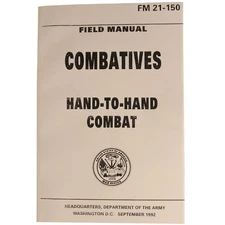 FM 21-150
FIELD MANUAL
COMBATIVES
HAND-TO-HAND
COMBAT
HEADQUARTERS, DEPARTMENT OF THE ARMY
WASHINGTON D.C. SEPTEMBER 1992